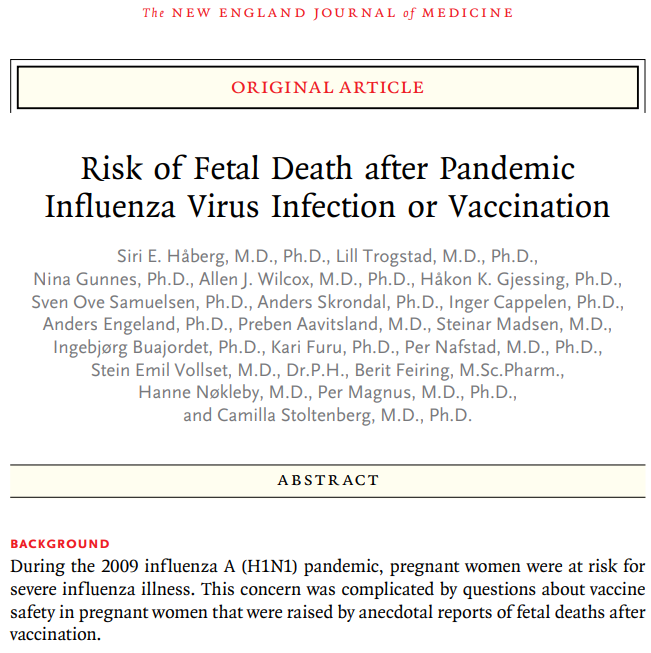 The NEW ENGLAND JOURNAL of MEDICINE
ORIGINAL ARTICLE
Risk of Fetal Death after Pandemic
Influenza Virus Infection or Vaccination
Siri E. Håberg, M.D., Ph.D., Lill Trogstad, M.D., Ph.D.,
Nina Gunnes, Ph.D., Allen J. Wilcox, M.D., Ph.D., Håkon K. Gjessing, Ph.D.,
Sven Ove Samuelsen, Ph.D., Anders Skrondal, Ph.D., Inger Cappelen, Ph.D.,
Anders Engeland, Ph.D., Preben Aavitsland, M.D., Steinar Madsen, M.D.,
Ingebjørg Buajordet, Ph.D., Kari Furu, Ph.D., Per Nafstad, M.D., Ph.D.,
Stein Emil Vollset, M.D., Dr.P.H., Berit Feiring, M.Sc.Pharm.,
Hanne Nøkleby, M.D., Per Magnus, M.D., Ph.D.,
and Camilla Stoltenberg, M.D., Ph.D.
ABSTRACT
BACKGROUND
During the 2009 influenza A (H1N1) pandemic, pregnant women were at risk for
severe influenza illness. This concern was complicated by questions about vaccine
safety in pregnant women that were raised by anecdotal reports of fetal deaths after
vaccination.